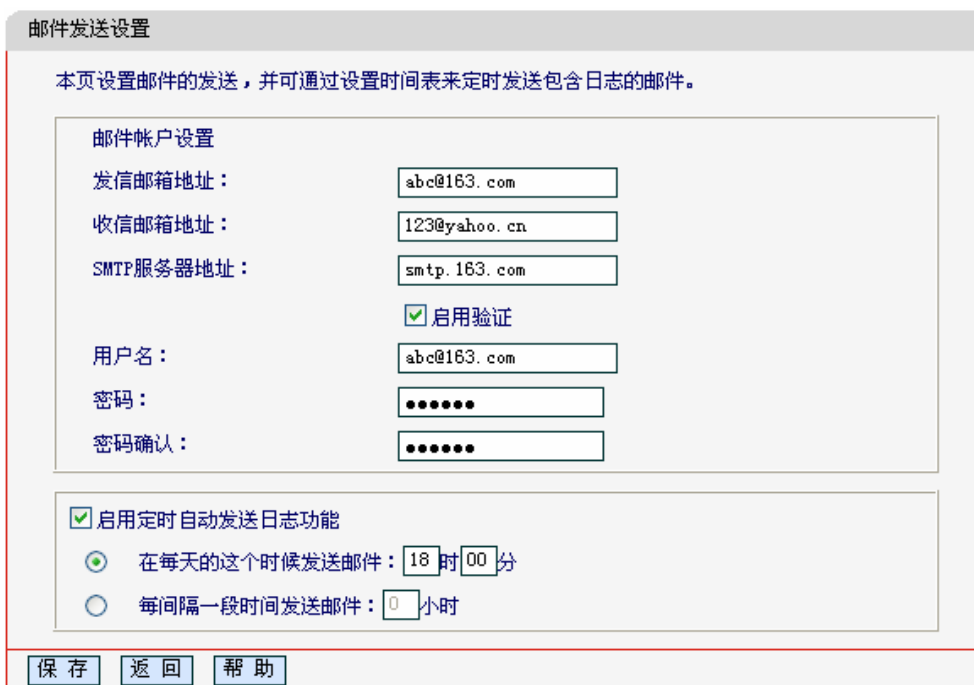 邮件发送设置
本页设置邮件的发送，并可通过设置时间表来定时发送包含日志的邮件。
邮件帐户设置
发信邮箱地址： abc@163.com
收信邮箱地址： 123@yahoo.cn
SMTP服务器地址： smtp.163.com
启用验证
用户名： abc@163.com
密码： ●●●●●●
密码确认： ●●●●●●
启用定时自动发送日志功能
在每天的这个时候发送邮件： 18 时 00 分
每间隔一段时间发送邮件： 0 小时
保 存 返 回 帮 助